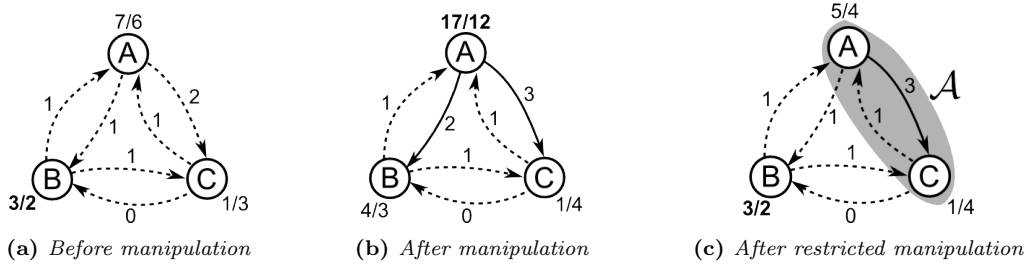 7/6
A
1
1
1
2
1
B
C
0
3/2
1/3
(a) Before manipulation
17/12
A
1
2
1
3
1
B
C
0
4/3
1/4
(b) After manipulation
5/4
A
𝒜
1
1
1
3
1
B
C
0
3/2
1/4
(c) After restricted manipulation